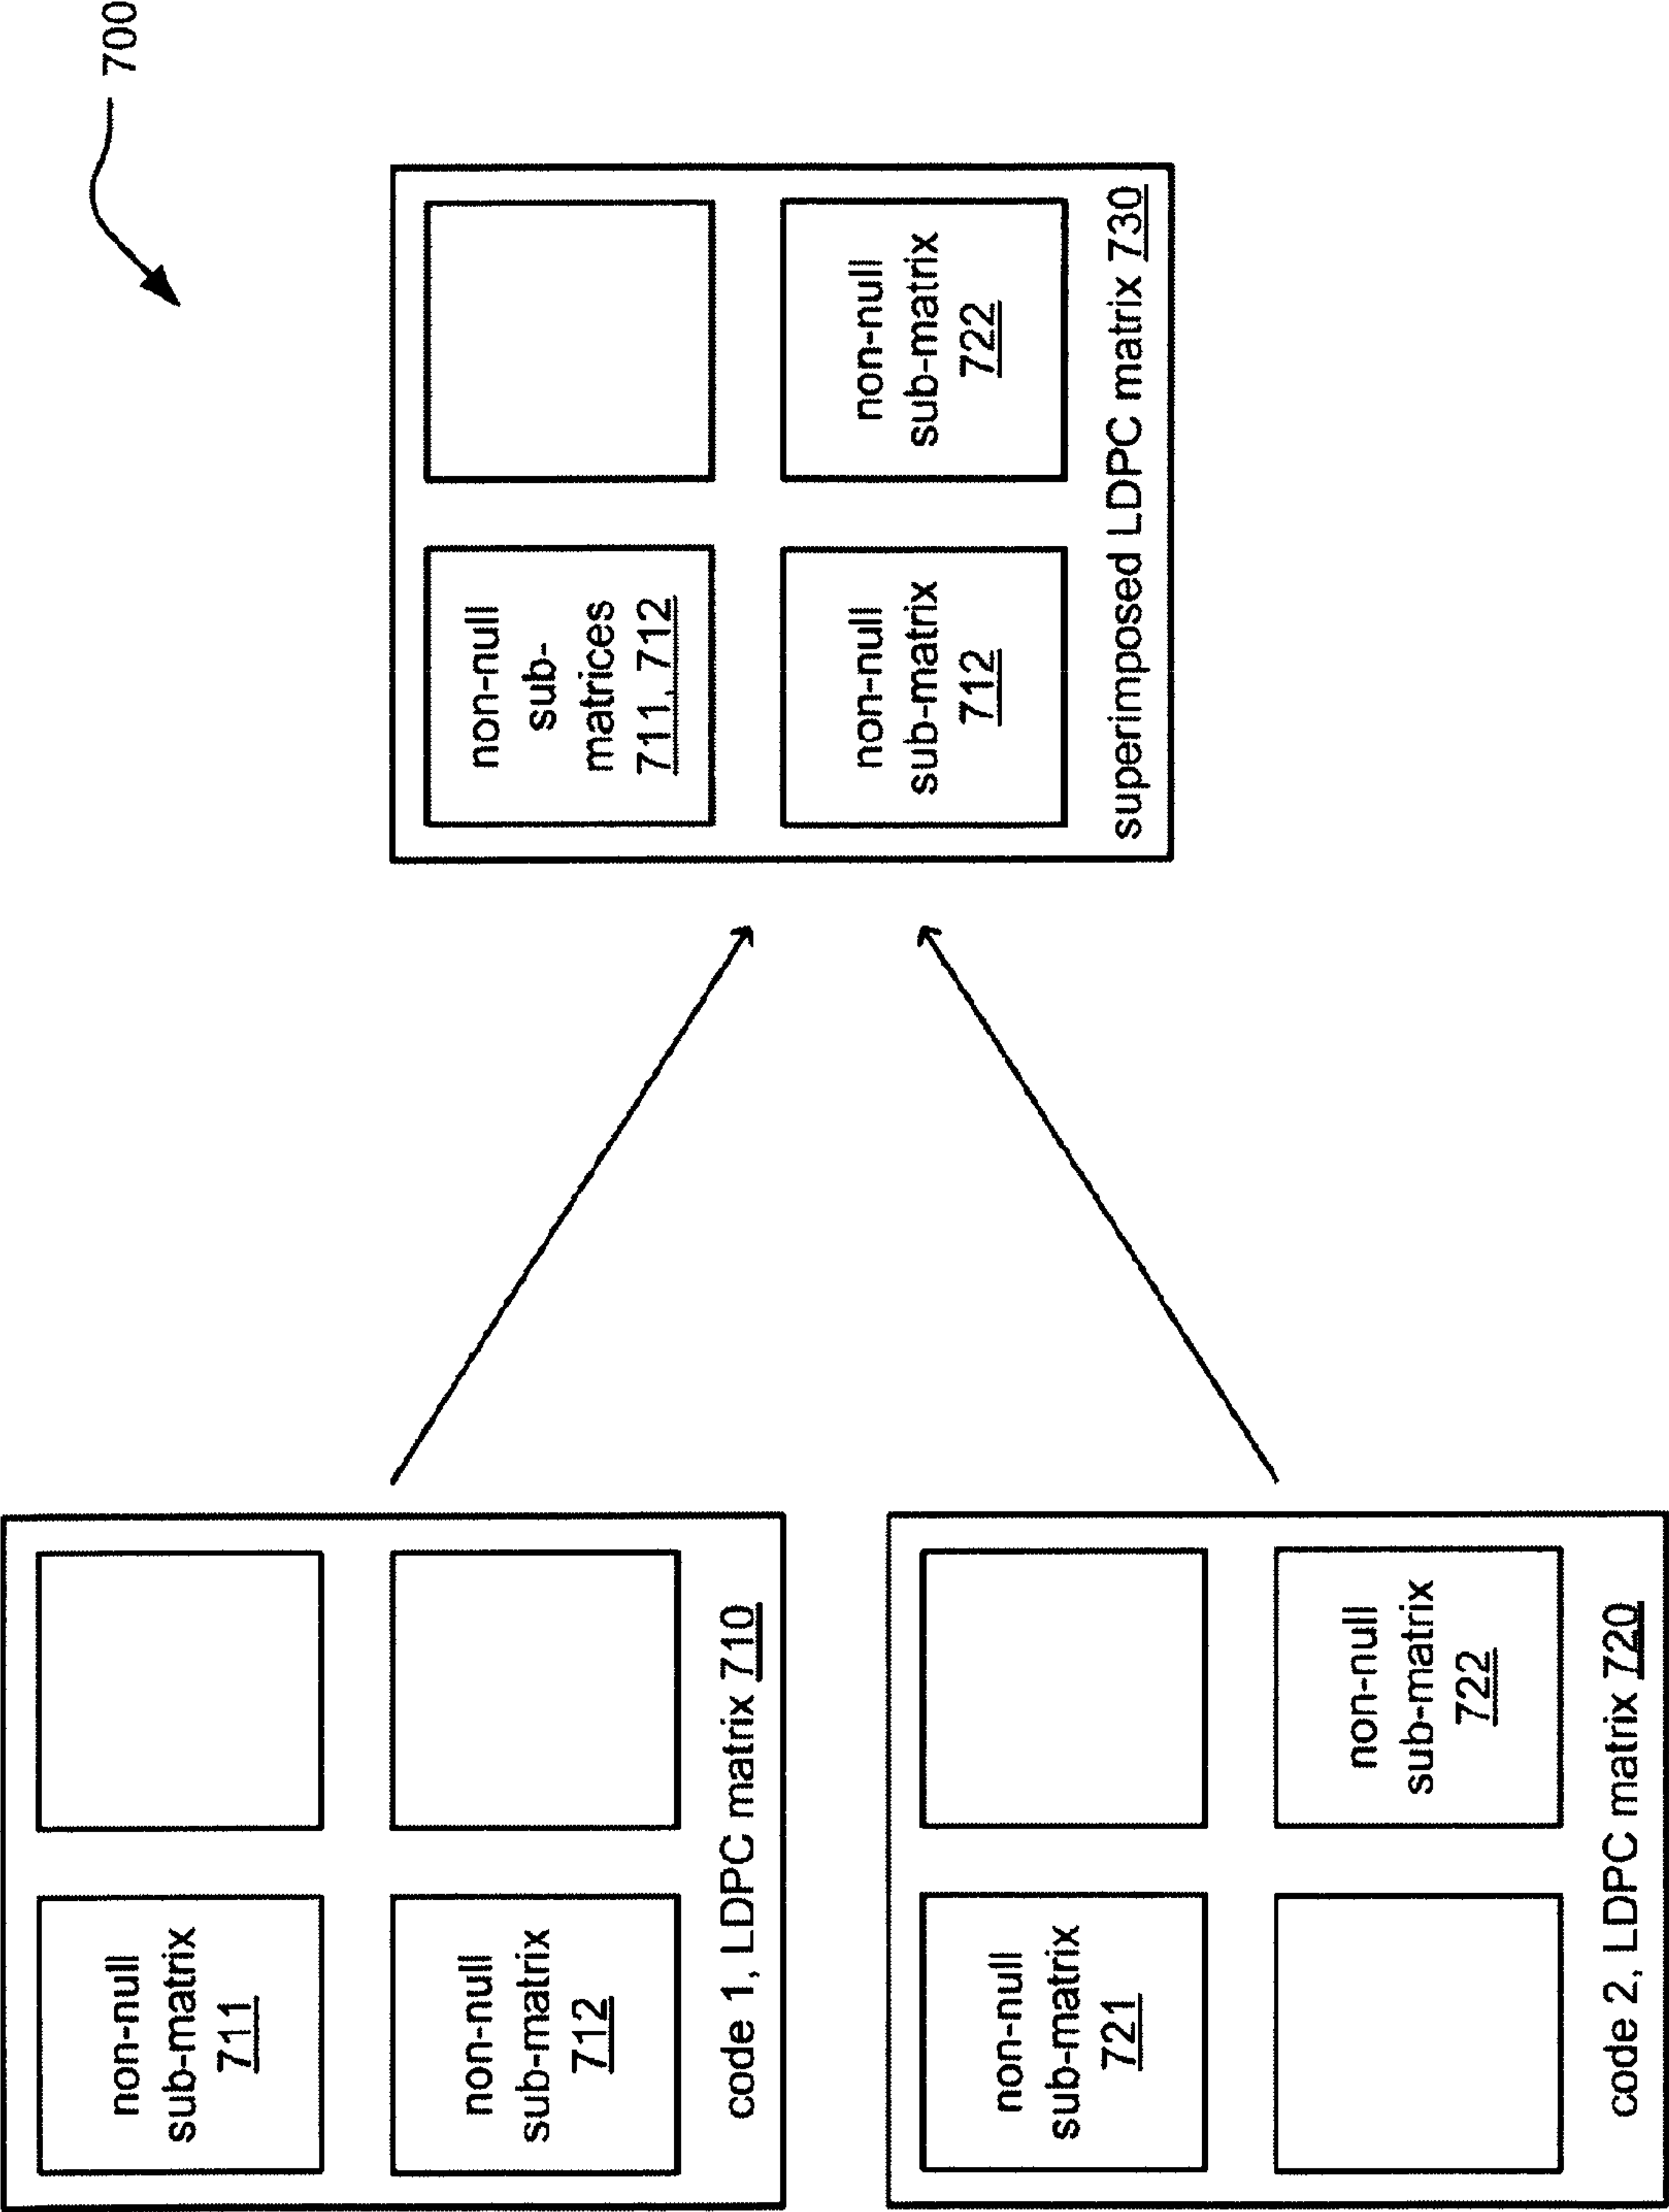 700
non-null
sub-matrix
711
non-null
sub-matrix
712
code 1, LDPC matrix 710
non-null
sub-matrix
721
non-null
sub-matrix
722
code 2, LDPC matrix 720
non-null
sub-
matrices
711, 712
non-null
sub-matrix
712
non-null
sub-matrix
722
superimposed LDPC matrix 730